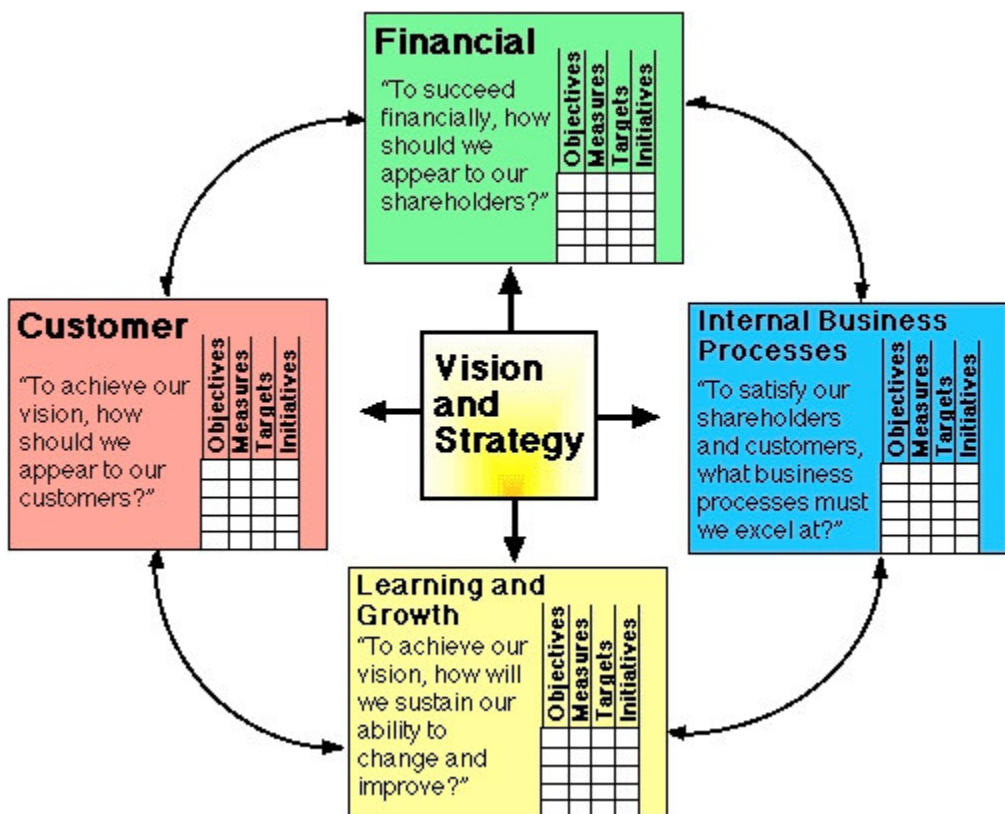 Financial
“To succeed
financially, how
should we
appear to our
shareholders?”
Objectives
Measures
Targets
Initiatives
Customer
“To achieve our
vision, how
should we
appear to our
customers?”
Objectives
Measures
Targets
Initiatives
Vision
and
Strategy
Internal Business
Processes
“To satisfy our
shareholders
and customers,
what business
processes must
we excel at?”
Objectives
Measures
Targets
Initiatives
Learning and
Growth
“To achieve our
vision, how will
we sustain our
ability to
change and
improve?”
Objectives
Measures
Targets
Initiatives